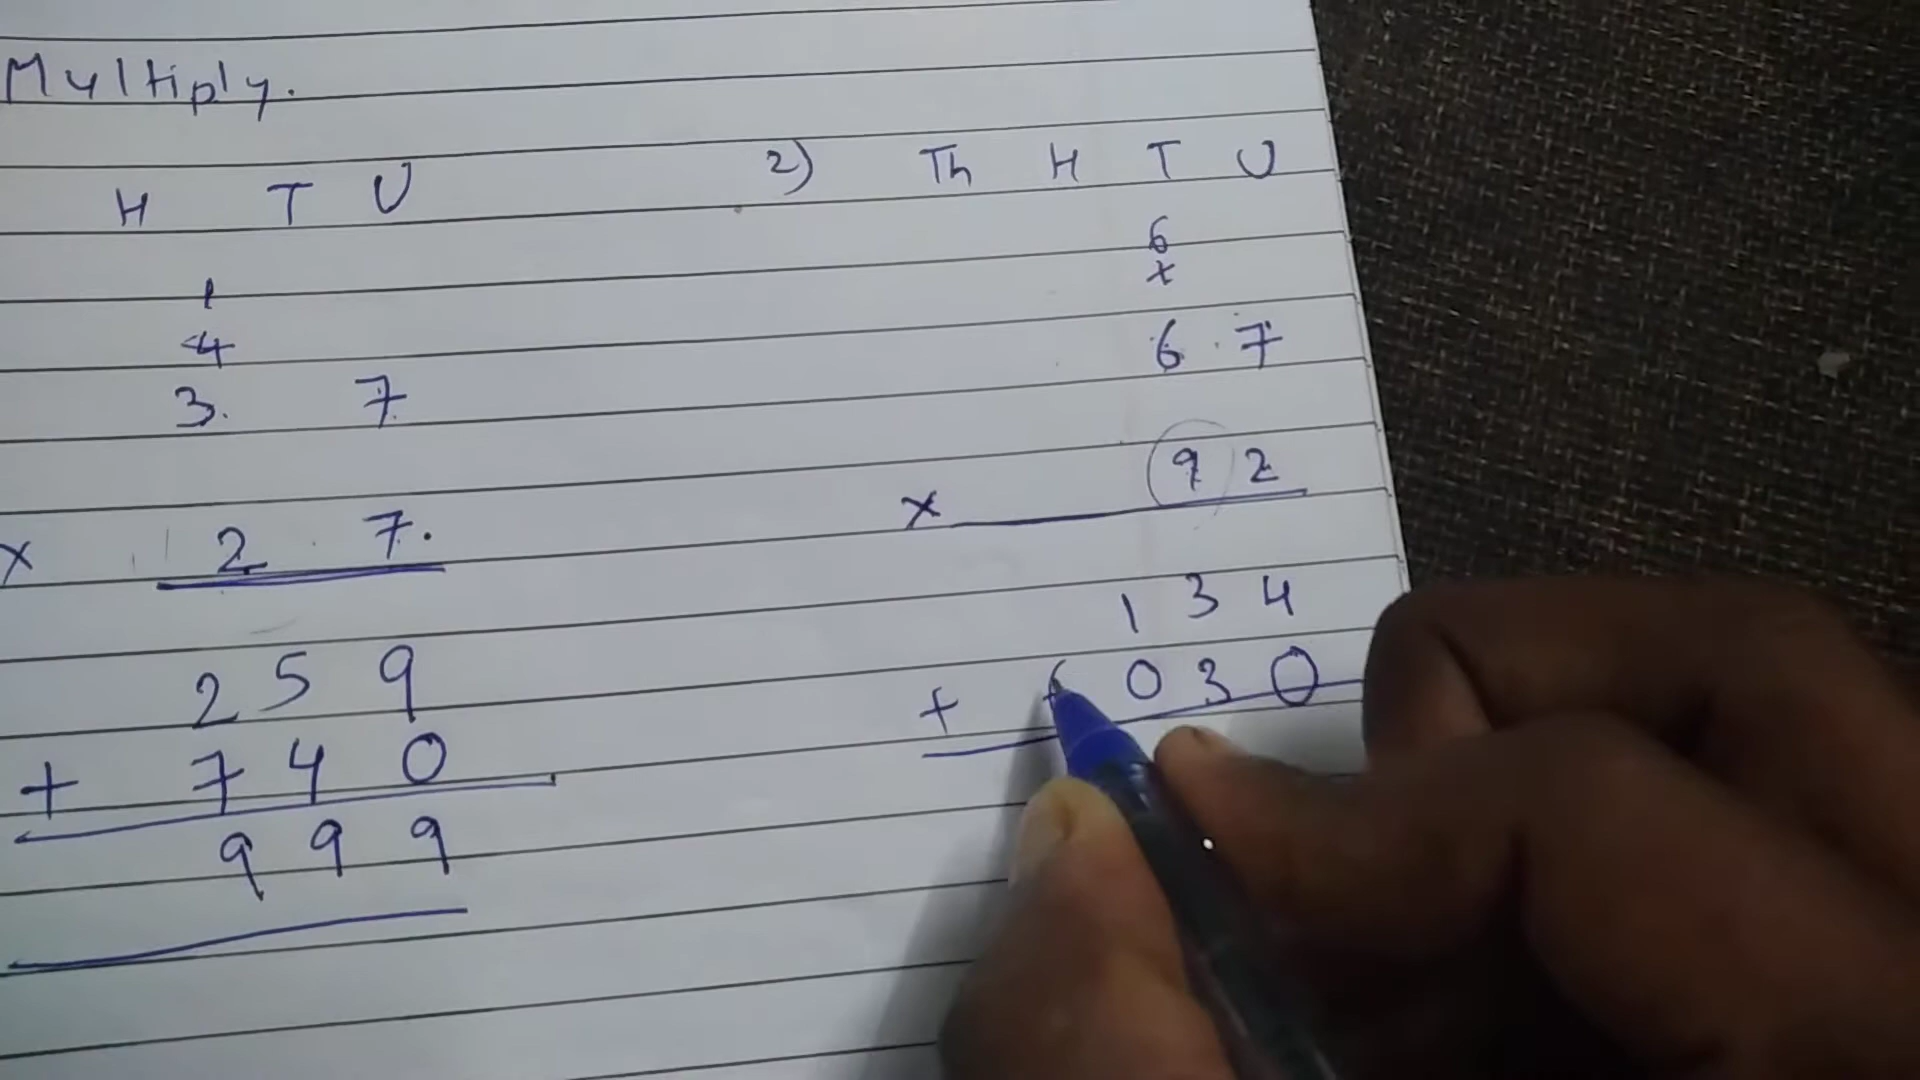 Multiply.
H T U
1
4
3. 7
x 2 7.
2 5 9
+ 7 4 0
9 9 9
2) Th H T U
6
x
6 7
x 9 2
1 3 4
+ 6 0 3 0